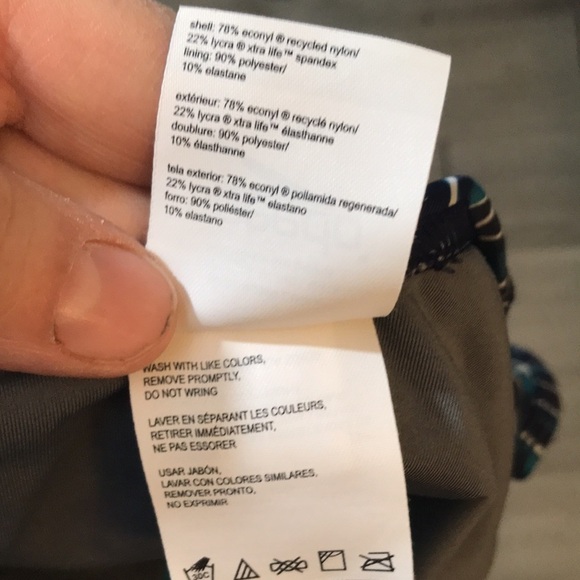 shell: 78% econyl ® recycled nylon/
22% lycra ® xtra life™ spandex
lining: 90% polyester/
10% elastane
extérieur: 78% econyl ® recyclé nylon/
22% lycra ® xtra life™ élasthanne
doublure: 90% polyester/
10% élasthanne
tela exterior: 78% econyl ® poliamida regenerada/
22% lycra ® xtra life™ elastano
forro: 90% poliéster/
10% elastano
WASH WITH LIKE COLORS,
REMOVE PROMPTLY,
DO NOT WRING
LAVER EN SÉPARANT LES COULEURS,
RETIRER IMMÉDIATEMENT,
NE PAS ESSORER
USAR JABÓN,
LAVAR CON COLORES SIMILARES,
REMOVER PRONTO,
NO EXPRIMIR
30C